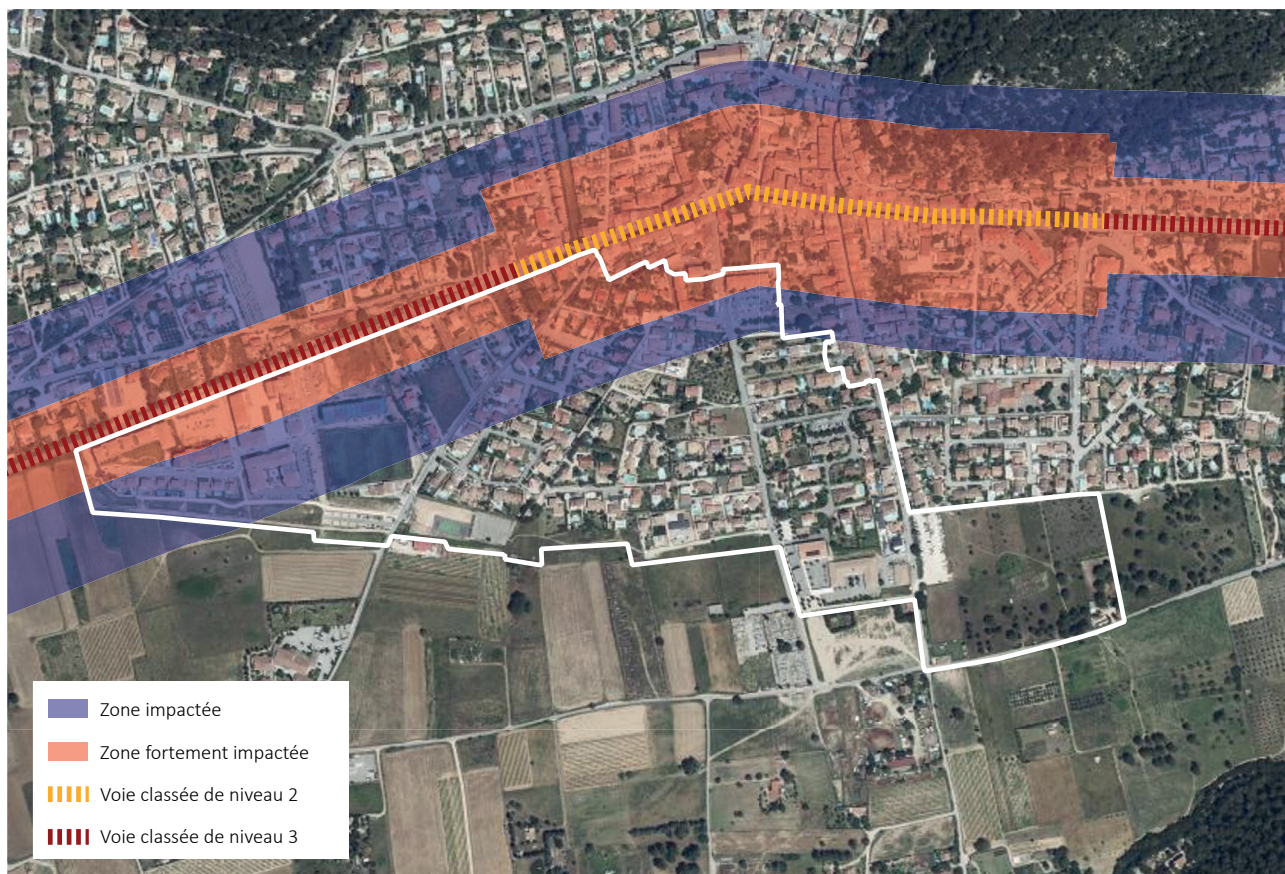 Zone impactée
Zone fortement impactée
Voie classée de niveau 2
Voie classée de niveau 3